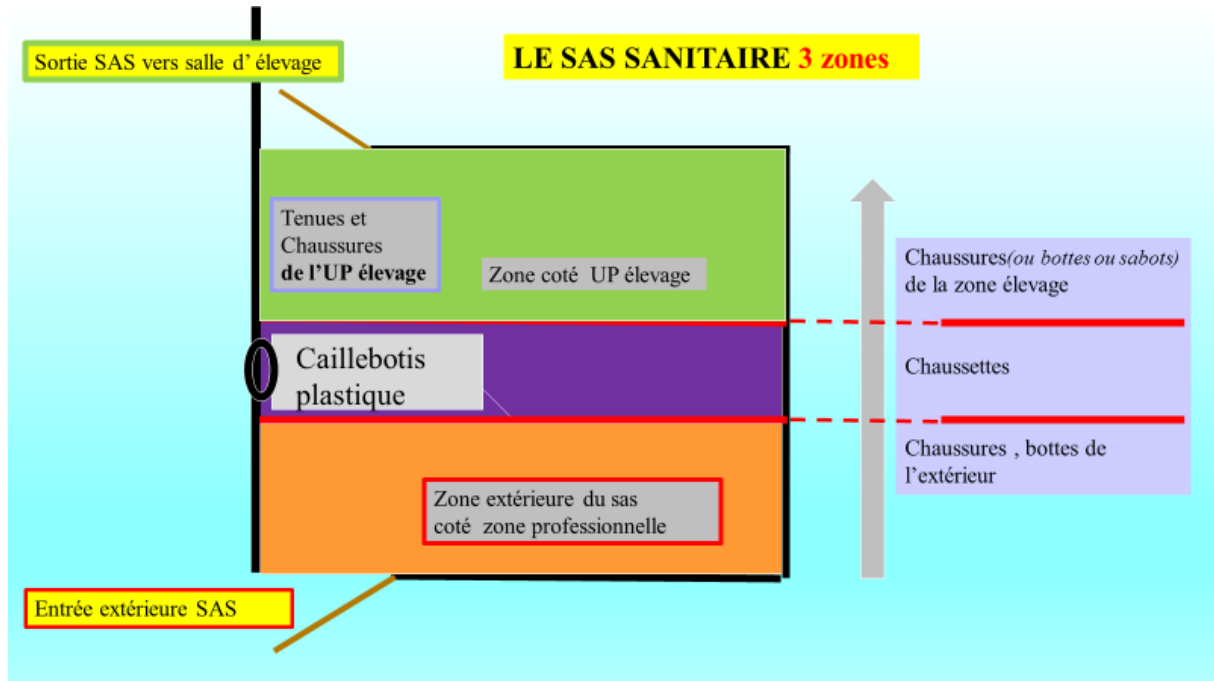 Sortie SAS vers salle d’ élevage
LE SAS SANITAIRE 3 zones
Tenues et
Chaussures
de l’UP élevage
Zone coté UP élevage
Chaussures(ou bottes ou sabots)
de la zone élevage
Caillebotis
plastique
Chaussettes
Chaussures , bottes de
l’extérieur
Zone extérieure du sas
coté zone professionnelle
Entrée extérieure SAS